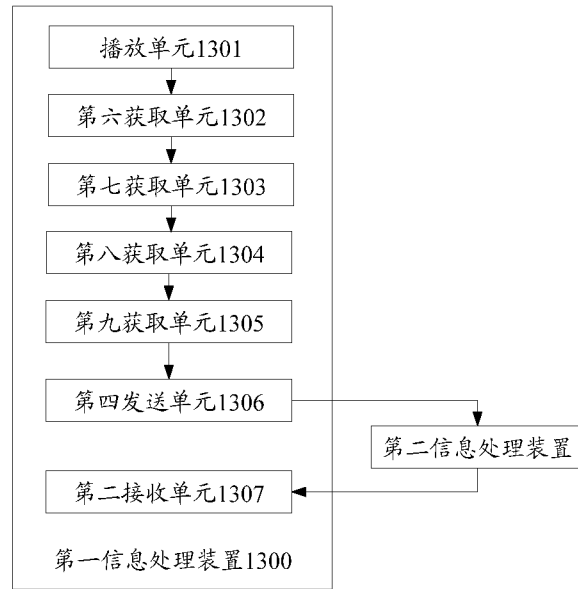 播放单元1301
第六获取单元1302
第七获取单元1303
第八获取单元1304
第九获取单元1305
第四发送单元1306
第二信息处理装置
第二接收单元1307
第一信息处理装置1300